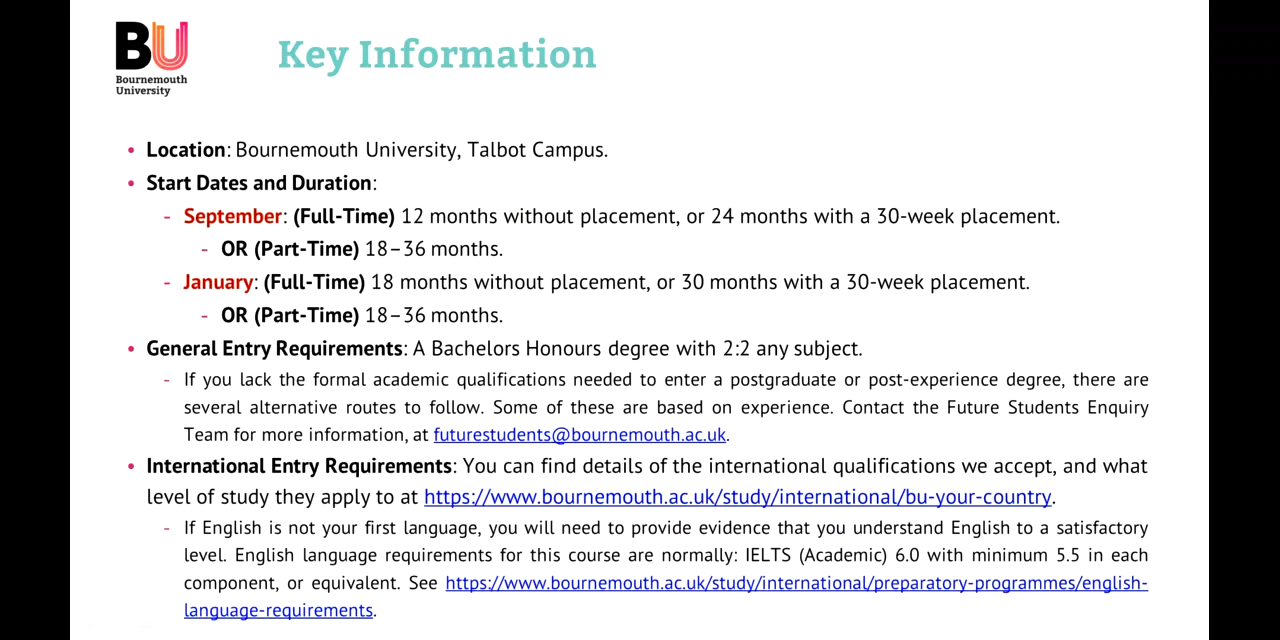 BU
Bournemouth
University
Key Information
• Location: Bournemouth University, Talbot Campus.
• Start Dates and Duration:
- September: (Full-Time) 12 months without placement, or 24 months with a 30-week placement.
- OR (Part-Time) 18–36 months.
- January: (Full-Time) 18 months without placement, or 30 months with a 30-week placement.
- OR (Part-Time) 18–36 months.
• General Entry Requirements: A Bachelors Honours degree with 2:2 any subject.
- If you lack the formal academic qualifications needed to enter a postgraduate or post-experience degree, there are
several alternative routes to follow. Some of these are based on experience. Contact the Future Students Enquiry
Team for more information, at futurestudents@bournemouth.ac.uk.
• International Entry Requirements: You can find details of the international qualifications we accept, and what
level of study they apply to at https://www.bournemouth.ac.uk/study/international/bu-your-country.
- If English is not your first language, you will need to provide evidence that you understand English to a satisfactory
level. English language requirements for this course are normally: IELTS (Academic) 6.0 with minimum 5.5 in each
component, or equivalent. See https://www.bournemouth.ac.uk/study/international/preparatory-programmes/english-
language-requirements.